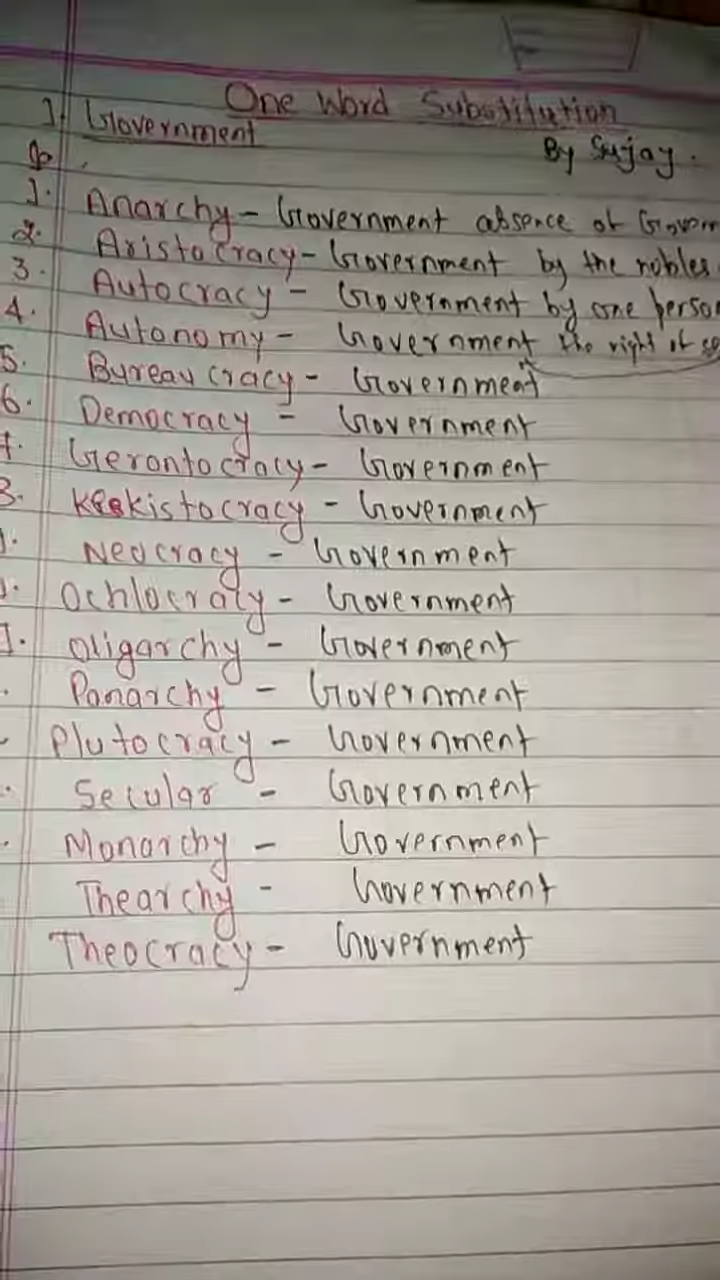 One Word Substitution
1. Government
By Sujay.
1. Anarchy - Government absence of Govern
2. Aristocracy - Government by the nobles
3. Autocracy - Government by one person
4. Autonomy - Government the right of se
5. Bureaucracy - Government
6. Democracy - Government
7. Gerontocracy - Government
8. Kakistocracy - Government
Neocracy - Government
Ochlocraty - Government
Oligarchy - Government
Panarchy - Government
Plutocracy - Government
Secular - Government
Monarchy - Government
Thearchy - Government
Theocracy - Government